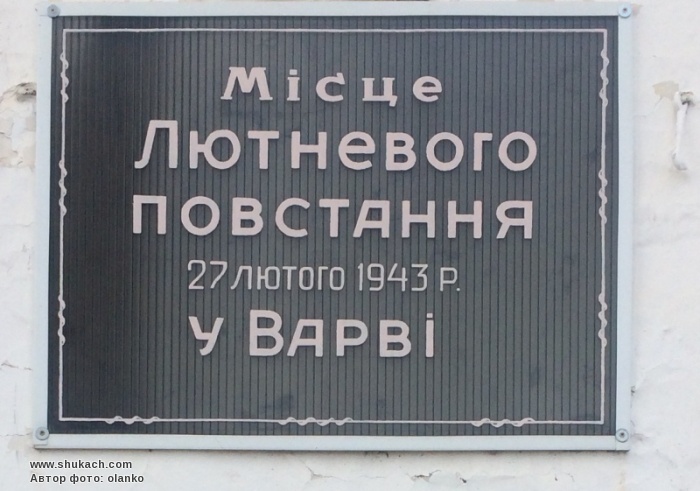 Місце
Лютневого
повстання
27 лютого 1943 р.
у Варві
www.shukach.com
Автор фото: olanko